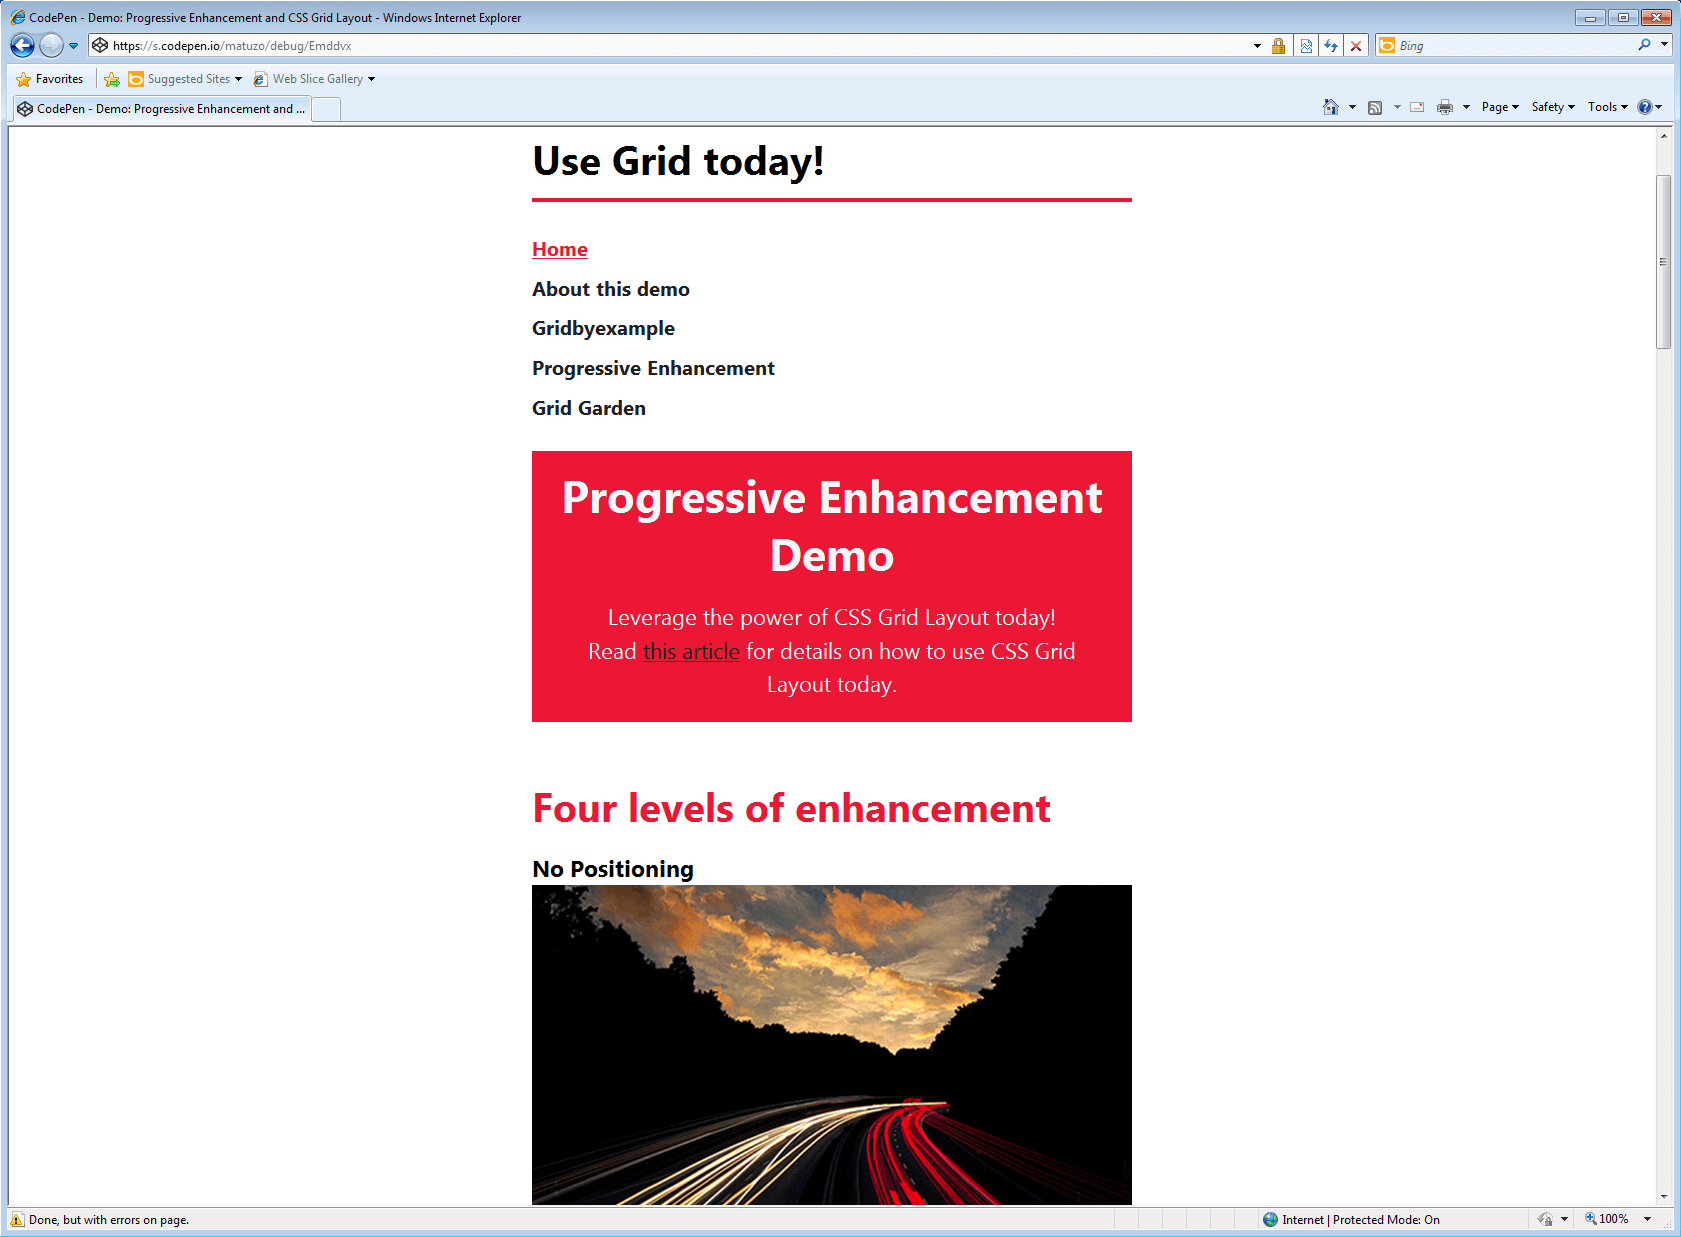 CodePen - Demo: Progressive Enhancement and CSS Grid Layout - Windows Internet Explorer
https://s.codepen.io/matuzo/debug/Emddvx
Bing
Favorites
Suggested Sites
Web Slice Gallery
CodePen - Demo: Progressive Enhancement and ...
Page
Safety
Tools
Use Grid today!
Home
About this demo
Gridbyexample
Progressive Enhancement
Grid Garden
Progressive Enhancement
Demo
Leverage the power of CSS Grid Layout today!
Read this article for details on how to use CSS Grid
Layout today.
Four levels of enhancement
No Positioning
Done, but with errors on page.
Internet | Protected Mode: On
100%